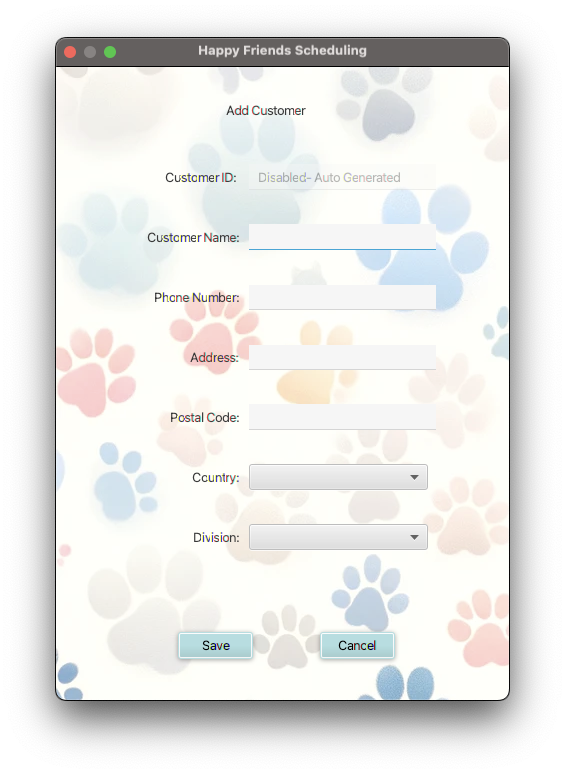 Happy Friends Scheduling
Add Customer
Customer ID: Disabled- Auto Generated
Customer Name:
Phone Number:
Address:
Postal Code:
Country:
Division:
Save Cancel